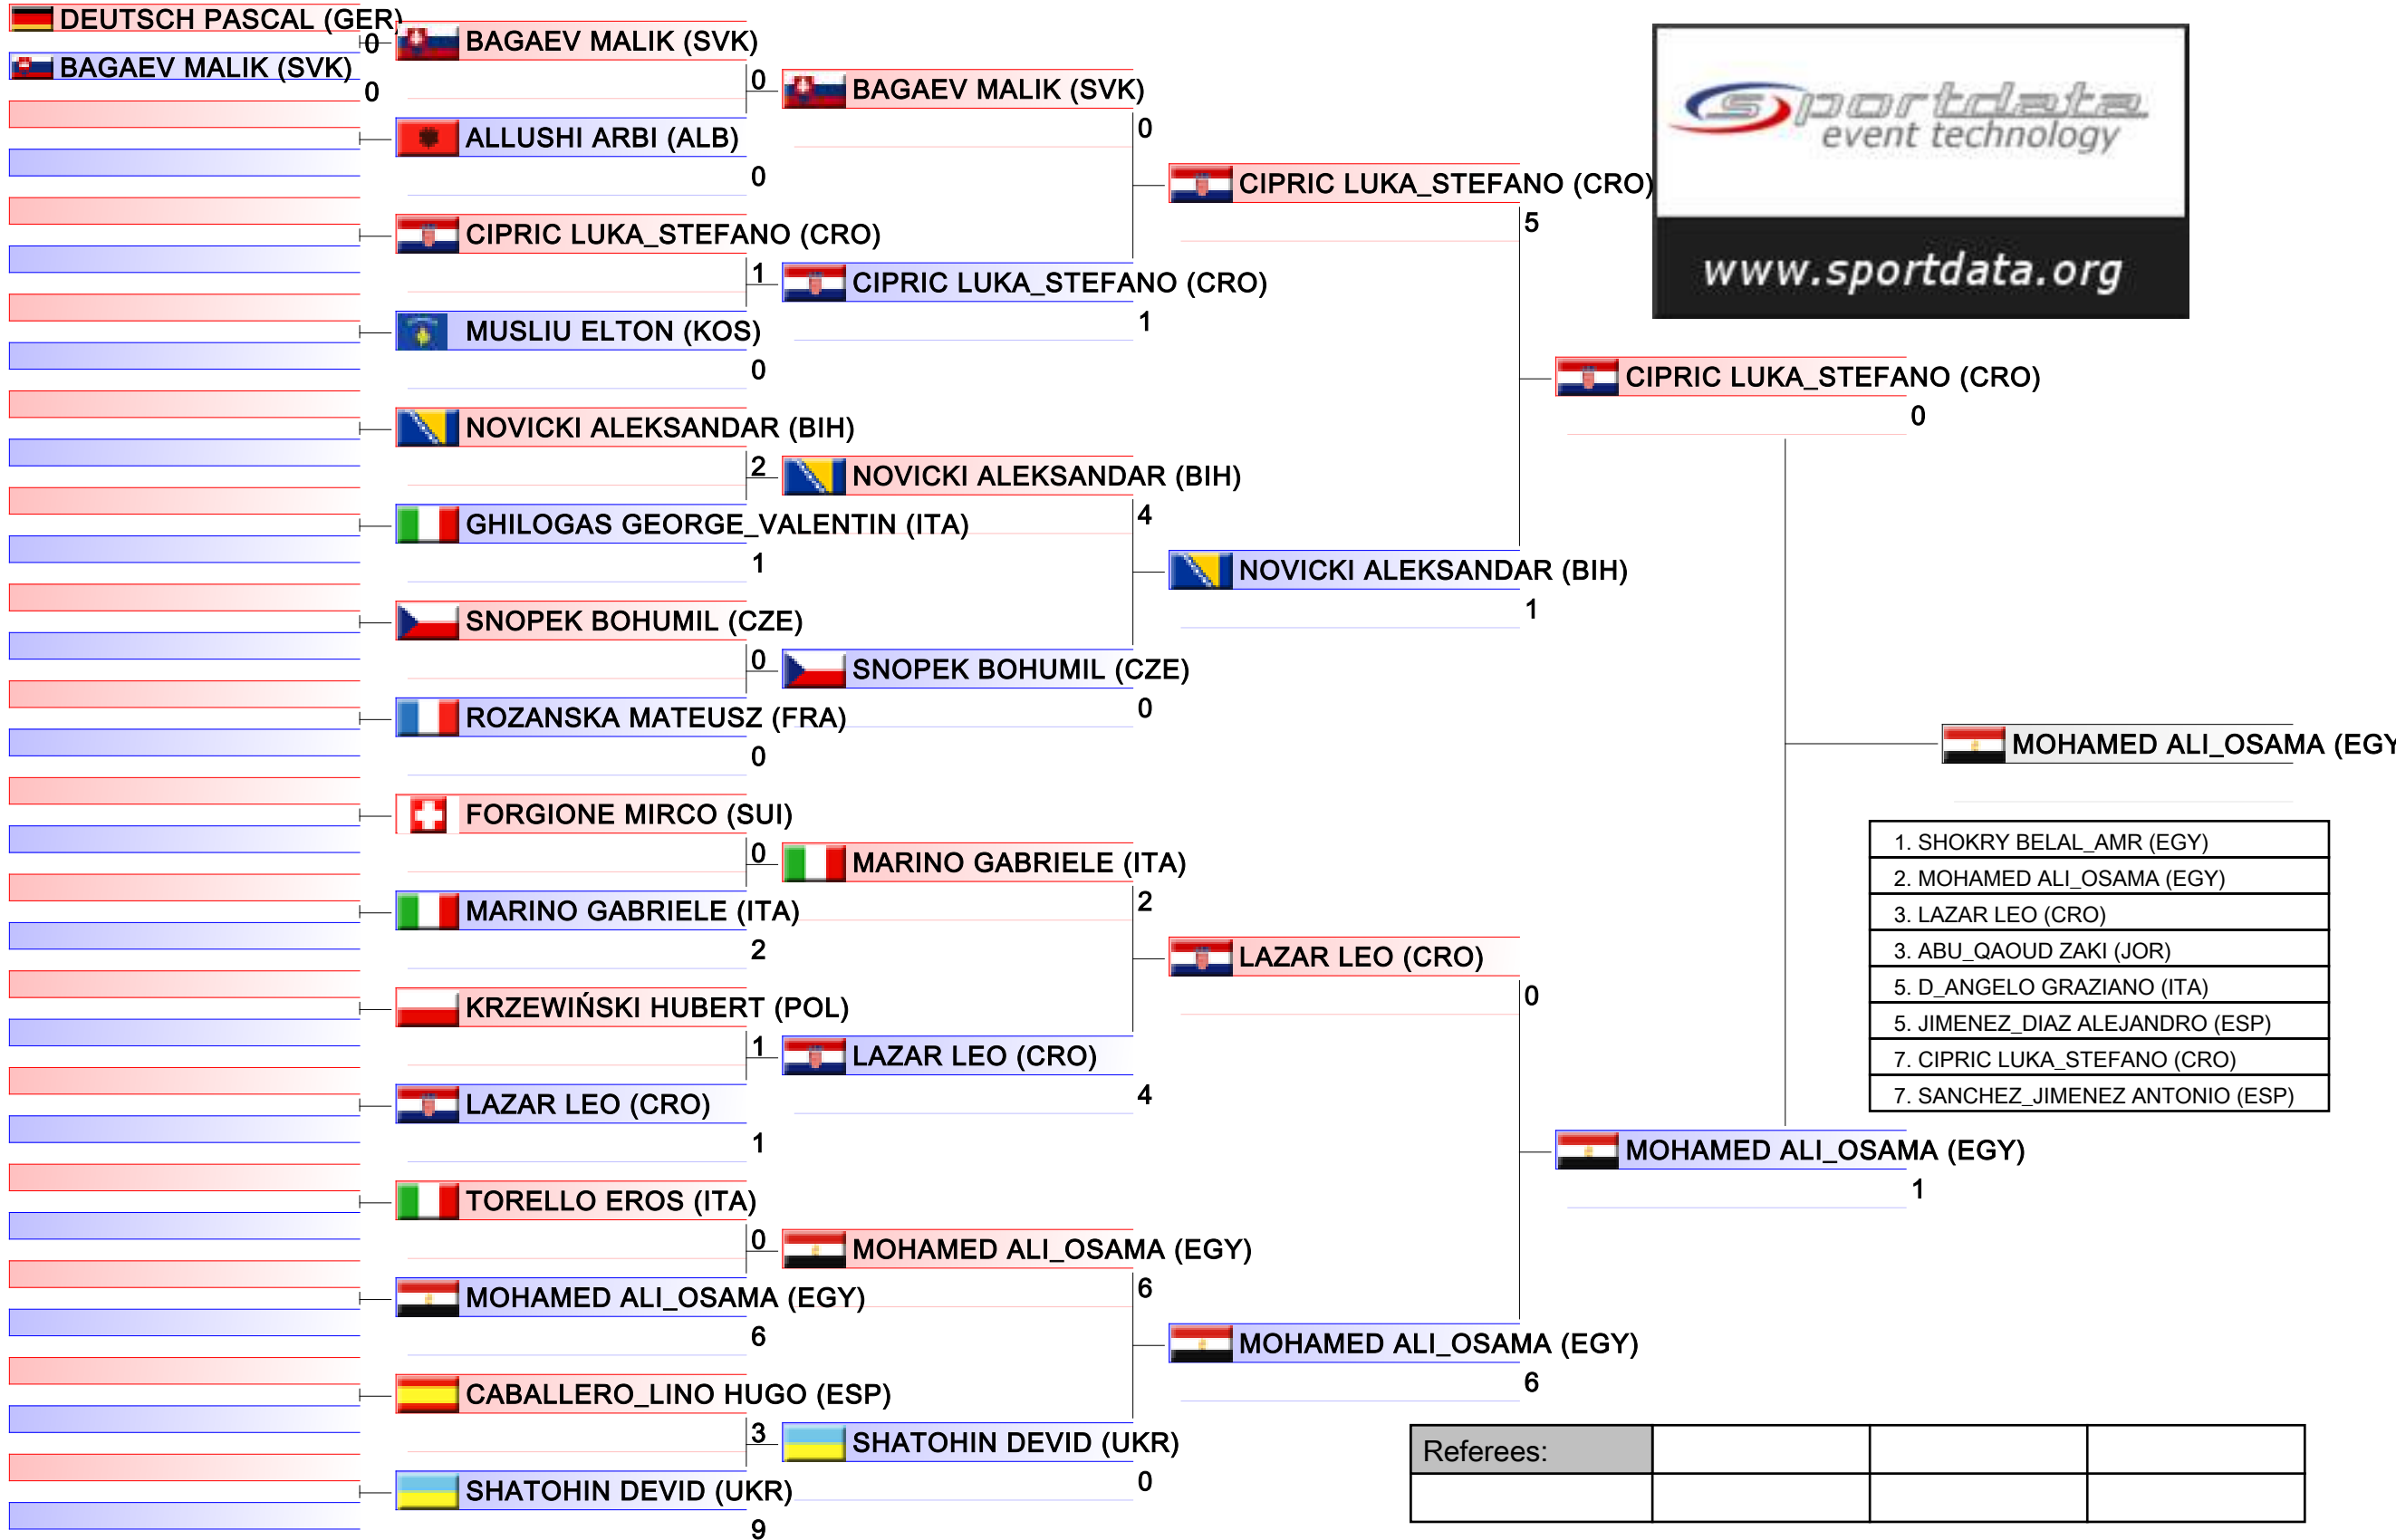 DEUTSCH PASCAL (GER)
0
BAGAEV MALIK (SVK)
0
BAGAEV MALIK (SVK)
0
ALLUSHI ARBI (ALB)
0
CIPRIC LUKA_STEFANO (CRO)
1
MUSLIU ELTON (KOS)
0
NOVICKI ALEKSANDAR (BIH)
2
GHILOGAS GEORGE_VALENTIN (ITA)
1
SNOPEK BOHUMIL (CZE)
0
ROZANSKA MATEUSZ (FRA)
0
FORGIONE MIRCO (SUI)
0
MARINO GABRIELE (ITA)
2
KRZEWIŃSKI HUBERT (POL)
1
LAZAR LEO (CRO)
1
TORELLO EROS (ITA)
0
MOHAMED ALI_OSAMA (EGY)
6
CABALLERO_LINO HUGO (ESP)
3
SHATOHIN DEVID (UKR)
9
BAGAEV MALIK (SVK)
0
CIPRIC LUKA_STEFANO (CRO)
1
NOVICKI ALEKSANDAR (BIH)
4
SNOPEK BOHUMIL (CZE)
0
MARINO GABRIELE (ITA)
2
LAZAR LEO (CRO)
4
MOHAMED ALI_OSAMA (EGY)
6
SHATOHIN DEVID (UKR)
0
CIPRIC LUKA_STEFANO (CRO)
5
NOVICKI ALEKSANDAR (BIH)
1
LAZAR LEO (CRO)
0
MOHAMED ALI_OSAMA (EGY)
6
CIPRIC LUKA_STEFANO (CRO)
0
MOHAMED ALI_OSAMA (EGY)
1
MOHAMED ALI_OSAMA (EGY
sportdata
event technology
www.sportdata.org
1. SHOKRY BELAL_AMR (EGY)
2. MOHAMED ALI_OSAMA (EGY)
3. LAZAR LEO (CRO)
3. ABU_QAOUD ZAKI (JOR)
5. D_ANGELO GRAZIANO (ITA)
5. JIMENEZ_DIAZ ALEJANDRO (ESP)
7. CIPRIC LUKA_STEFANO (CRO)
7. SANCHEZ_JIMENEZ ANTONIO (ESP)
Referees: